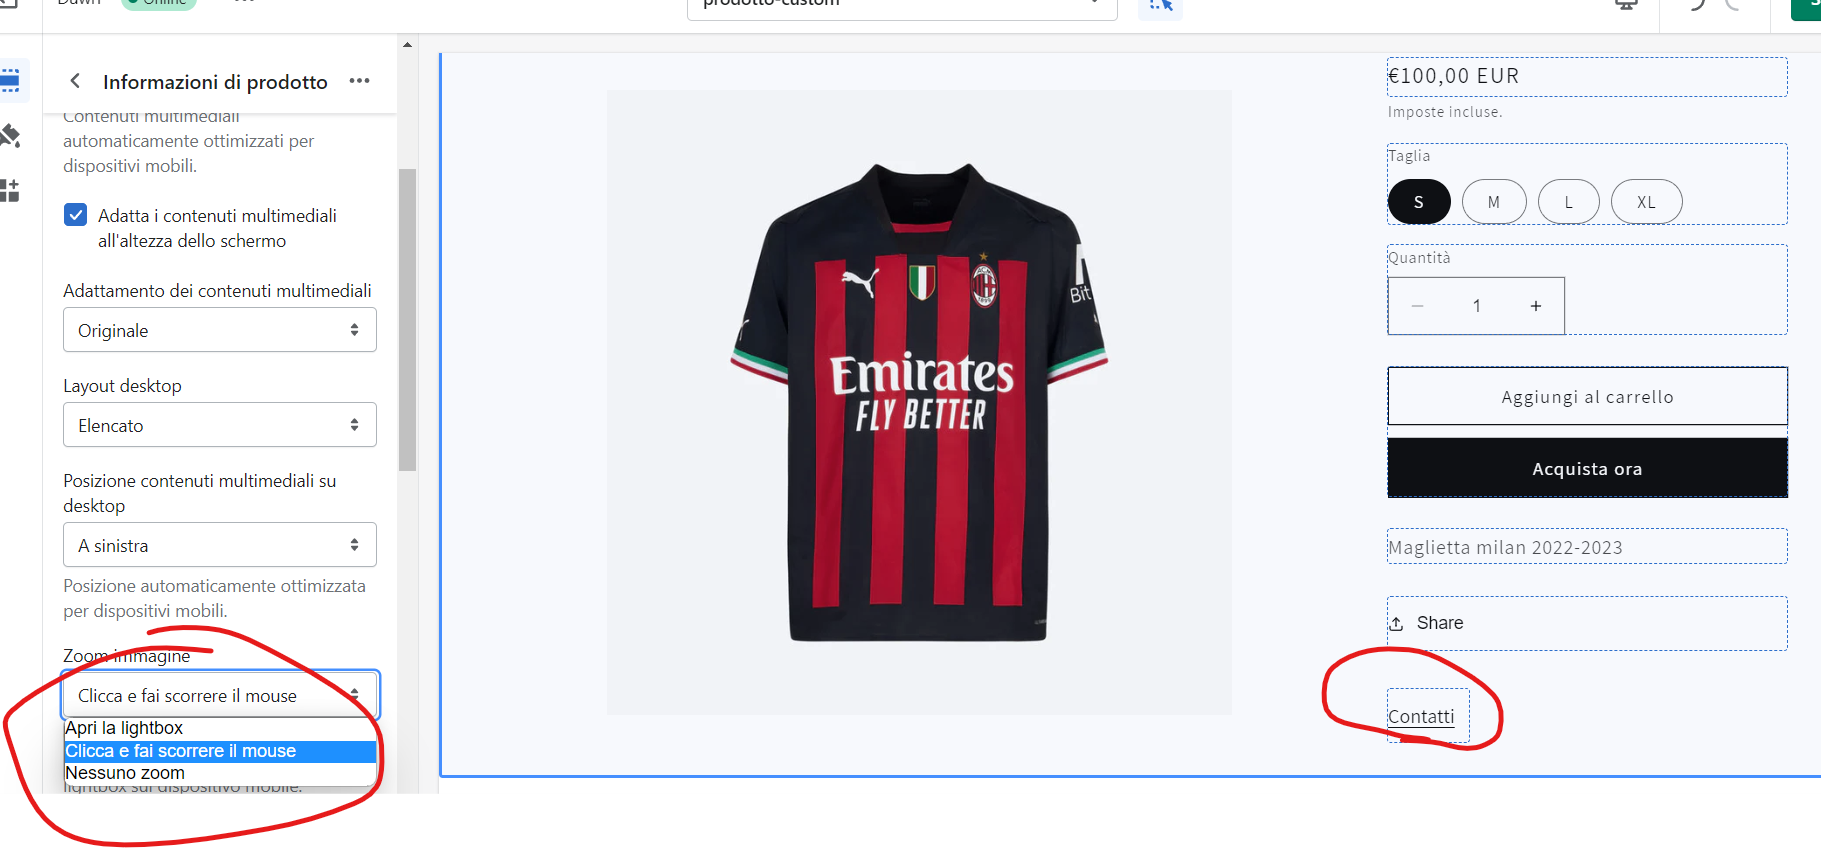 Dawn
Online
prodotto-custom
S
Informazioni di prodotto
Contenuti multimediali
automaticamente ottimizzati per
dispositivi mobili.
Adatta i contenuti multimediali
all'altezza dello schermo
Adattamento dei contenuti multimediali
Originale
Layout desktop
Elencato
Posizione contenuti multimediali su
desktop
A sinistra
Posizione automaticamente ottimizzata
per dispositivi mobili.
Zoom immagine
Clicca e fai scorrere il mouse
Apri la lightbox
Clicca e fai scorrere il mouse
Nessuno zoom
lightbox sul dispositivo mobile.
Bit
Emirates
FLY BETTER
€100,00 EUR
Imposte incluse.
Taglia
S M L XL
Quantità
− 1 +
Aggiungi al carrello
Acquista ora
Maglietta milan 2022-2023
Share
Contatti